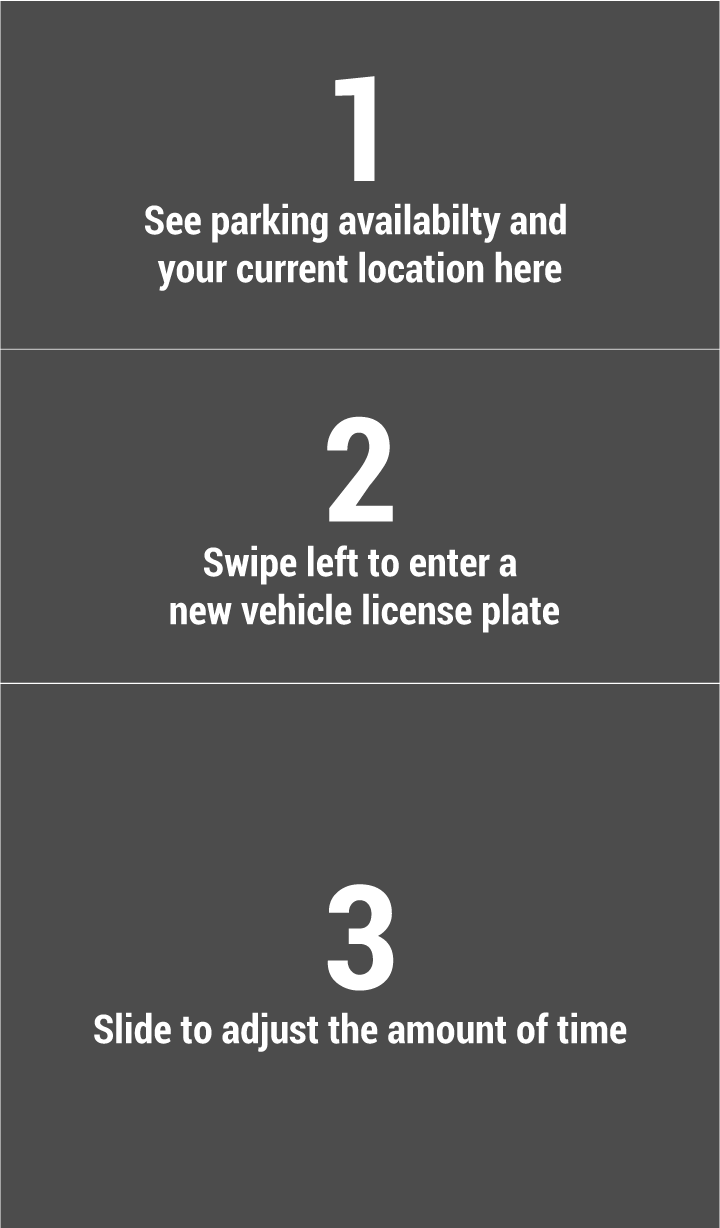 1
See parking availabilty and
your current location here
2
Swipe left to enter a
new vehicle license plate
3
Slide to adjust the amount of time